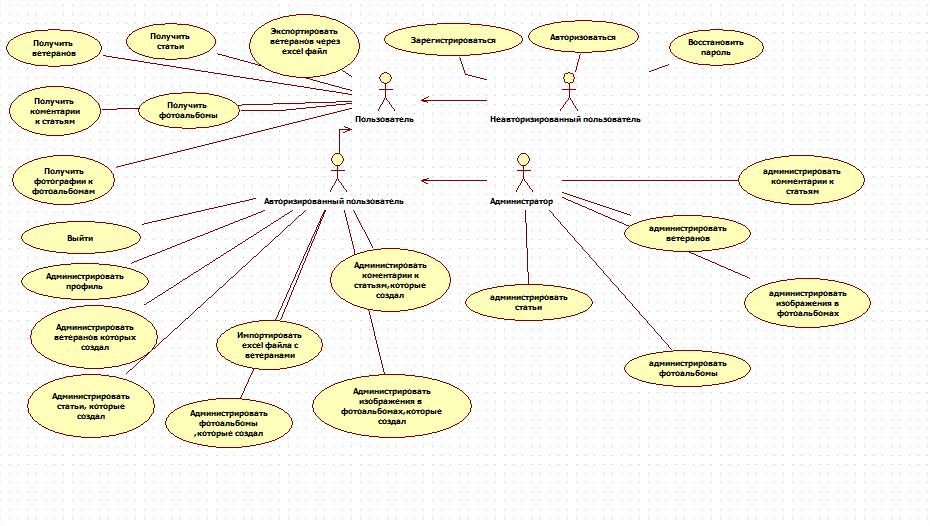 Получить
ветеранов
Получить
статьи
Экспортировать
ветеранов через
excel файл
Зарегистрироваться
Авторизоваться
Восстановить
пароль
Получить
коментарии
к статьям
Получить
фотоальбомы
Пользователь
Неавторизированный пользователь
Получить
фотографии к
фотоальбомам
Авторизированный пользователь
Администратор
администрировать
комментарии к
статьям
Выйти
администрировать
ветеранов
Администрировать
профиль
Администировать
коментарии к
статьям,которые
создал
администрировать
статьи
администрировать
изображения в
фотоальбомах
Администрировать
ветеранов которых
создал
Импортировать
excel файла с
ветеранами
администрировать
фотоальбомы
Администрировать
статьи, которые
создал
Администрировать
фотоальбомы
,которые создал
Администрировать
изображения в
фотоальбомах,которые
создал